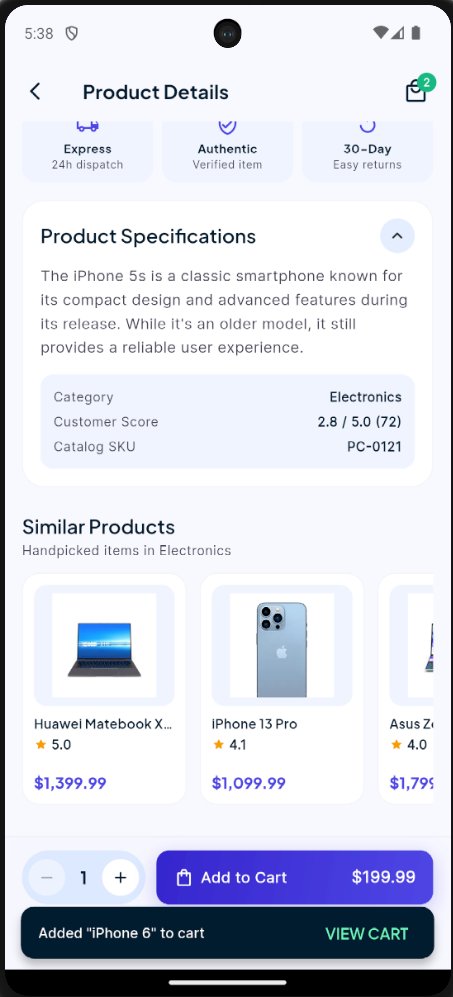 5:38
Product Details
2
Express
24h dispatch
Authentic
Verified item
30-Day
Easy returns
Product Specifications
The iPhone 5s is a classic smartphone known for
its compact design and advanced features during
its release. While it's an older model, it still
provides a reliable user experience.
Category
Electronics
Customer Score
2.8 / 5.0 (72)
Catalog SKU
PC-0121
Similar Products
Handpicked items in Electronics
Huawei Matebook X...
5.0
$1,399.99
iPhone 13 Pro
4.1
$1,099.99
Asus Z
4.0
$1,799
1
Add to Cart
$199.99
Added "iPhone 6" to cart
VIEW CART